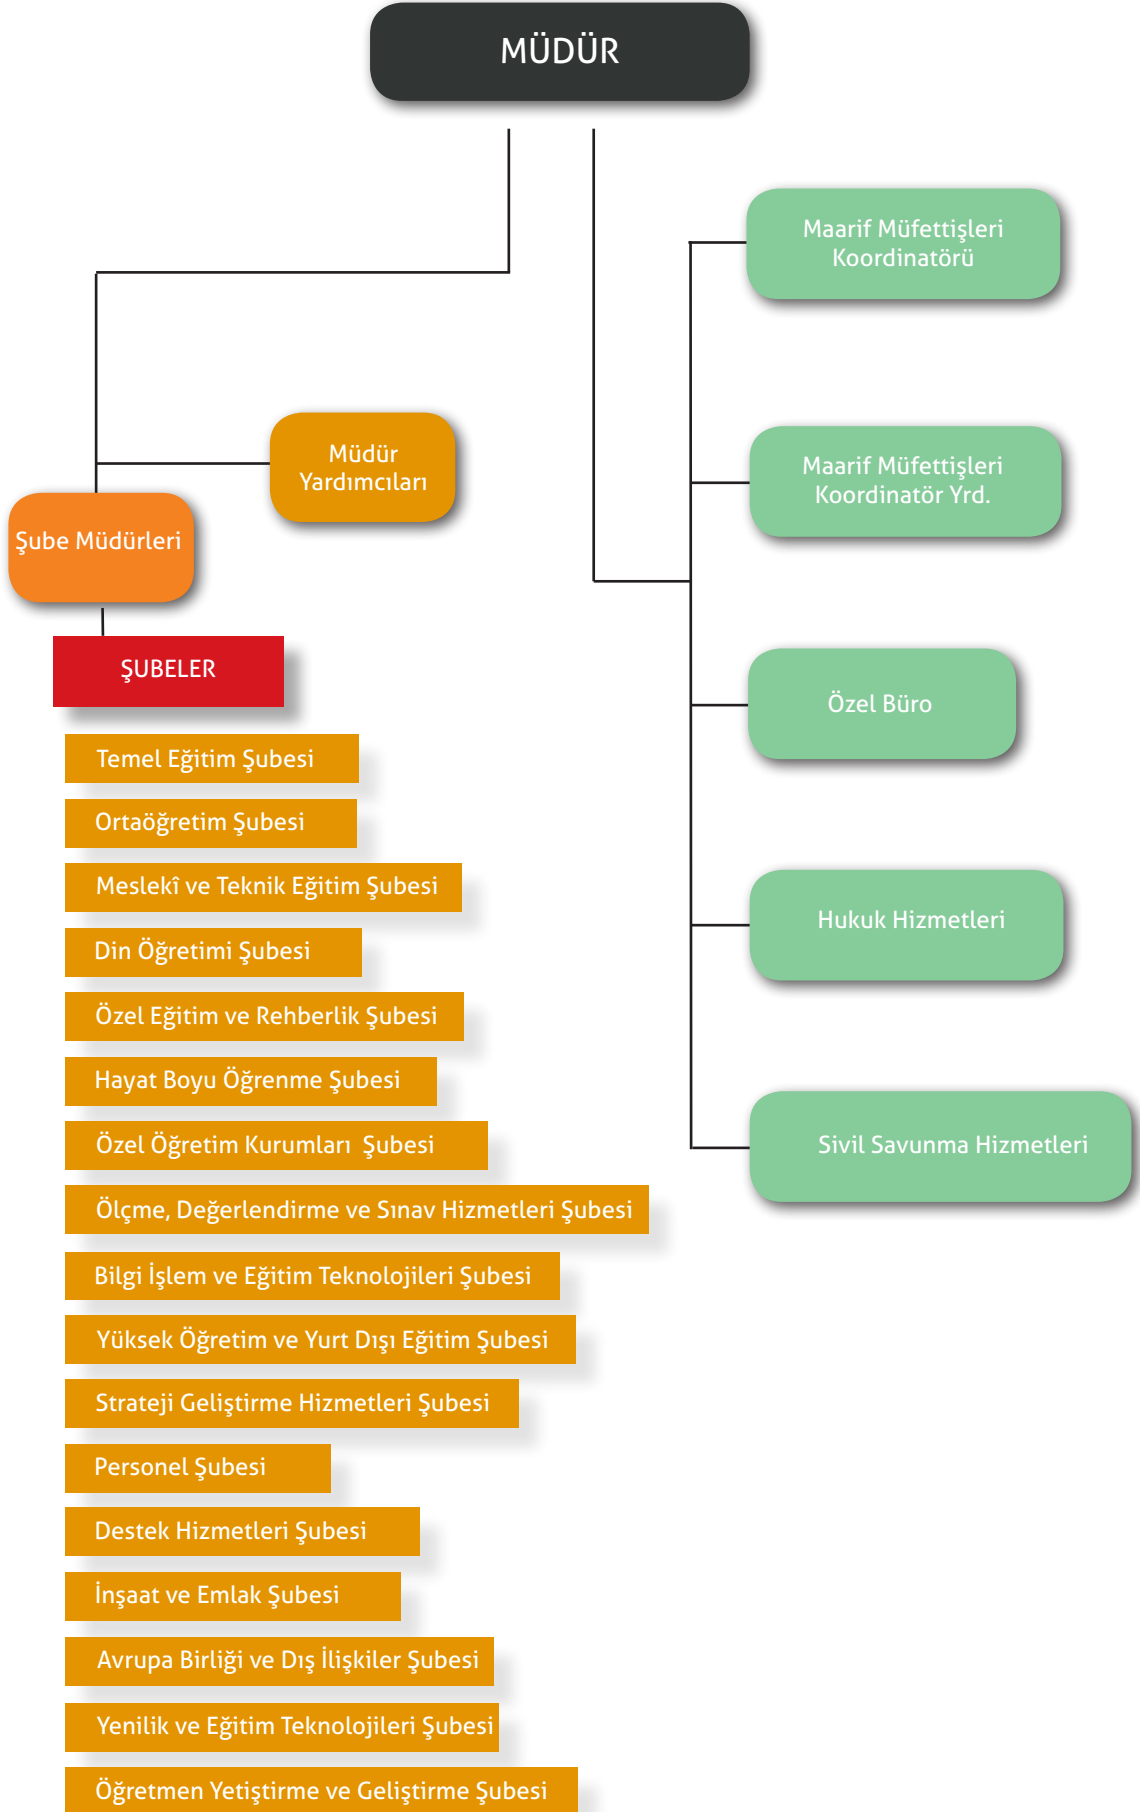 MÜDÜR
Maarif Müfettişleri
Koordinatörü
Müdür
Yardımcıları
Maarif Müfettişleri
Koordinatör Yrd.
Şube Müdürleri
ŞUBELER
Özel Büro
Hukuk Hizmetleri
Sivil Savunma Hizmetleri
Temel Eğitim Şubesi
Ortaöğretim Şubesi
Meslekî ve Teknik Eğitim Şubesi
Din Öğretimi Şubesi
Özel Eğitim ve Rehberlik Şubesi
Hayat Boyu Öğrenme Şubesi
Özel Öğretim Kurumları Şubesi
Ölçme, Değerlendirme ve Sınav Hizmetleri Şubesi
Bilgi İşlem ve Eğitim Teknolojileri Şubesi
Yüksek Öğretim ve Yurt Dışı Eğitim Şubesi
Strateji Geliştirme Hizmetleri Şubesi
Personel Şubesi
Destek Hizmetleri Şubesi
İnşaat ve Emlak Şubesi
Avrupa Birliği ve Dış İlişkiler Şubesi
Yenilik ve Eğitim Teknolojileri Şubesi
Öğretmen Yetiştirme ve Geliştirme Şubesi